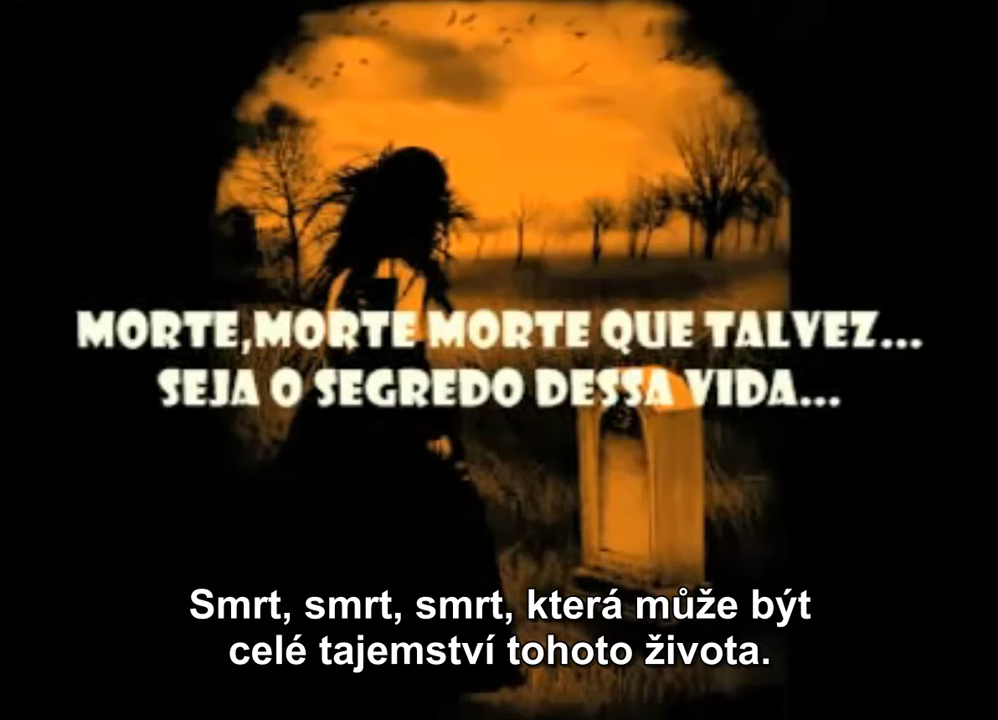 MORTE,MORTE MORTE QUE TALVEZ...
SEJA O SEGREDO DESSA VIDA...
Smrt, smrt, smrt, která může být
celé tajemství tohoto života.